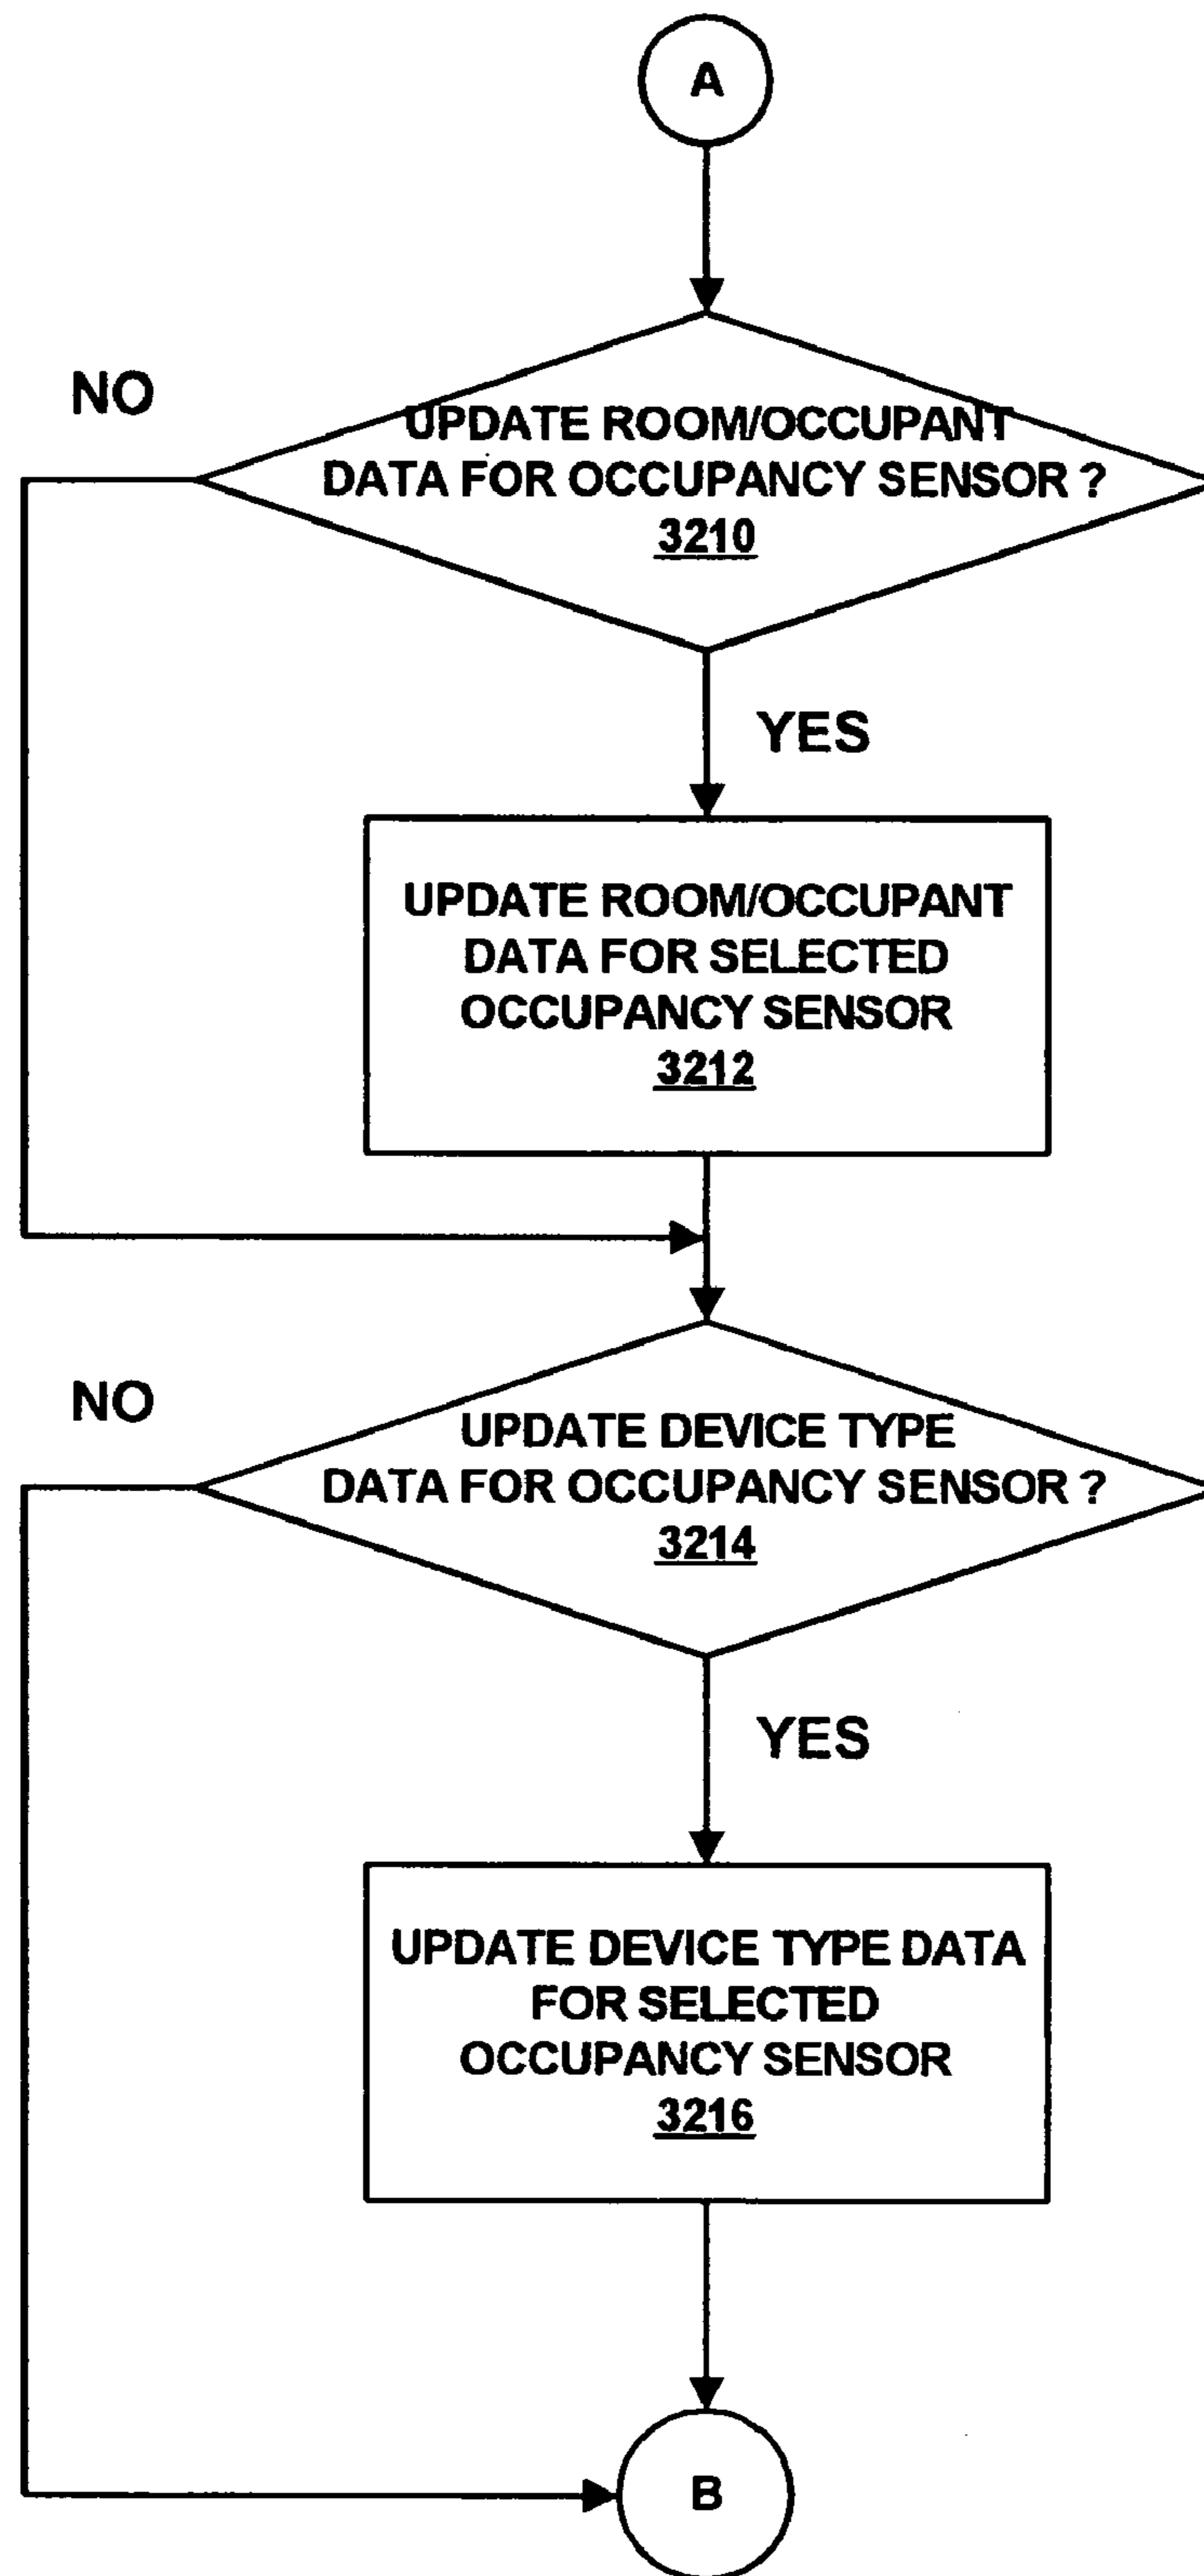 A
NO
UPDATE ROOM/OCCUPANT
DATA FOR OCCUPANCY SENSOR ?
3210
YES
UPDATE ROOM/OCCUPANT
DATA FOR SELECTED
OCCUPANCY SENSOR
3212
NO
UPDATE DEVICE TYPE
DATA FOR OCCUPANCY SENSOR ?
3214
YES
UPDATE DEVICE TYPE DATA
FOR SELECTED
OCCUPANCY SENSOR
3216
B